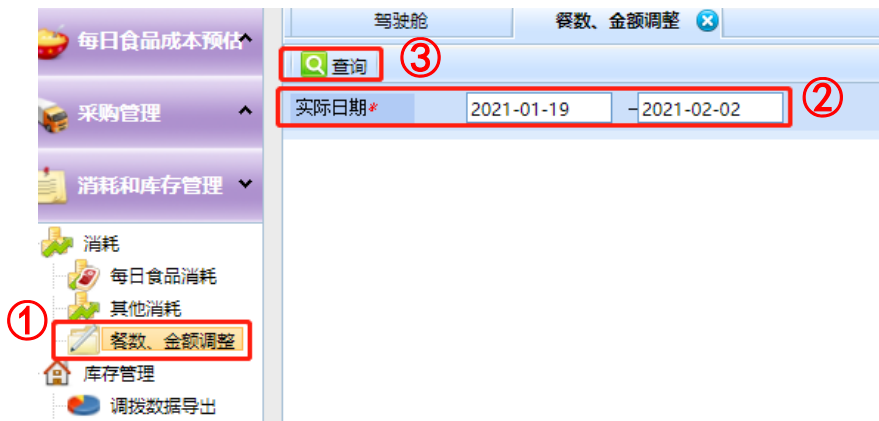 每日食品成本预估
采购管理
消耗和库存管理
消耗
每日食品消耗
其他消耗
① 餐数、金额调整
库存管理
调拨数据导出
驾驶舱 餐数、金额调整
查询 ③
实际日期* 2021-01-19 -2021-02-02 ②